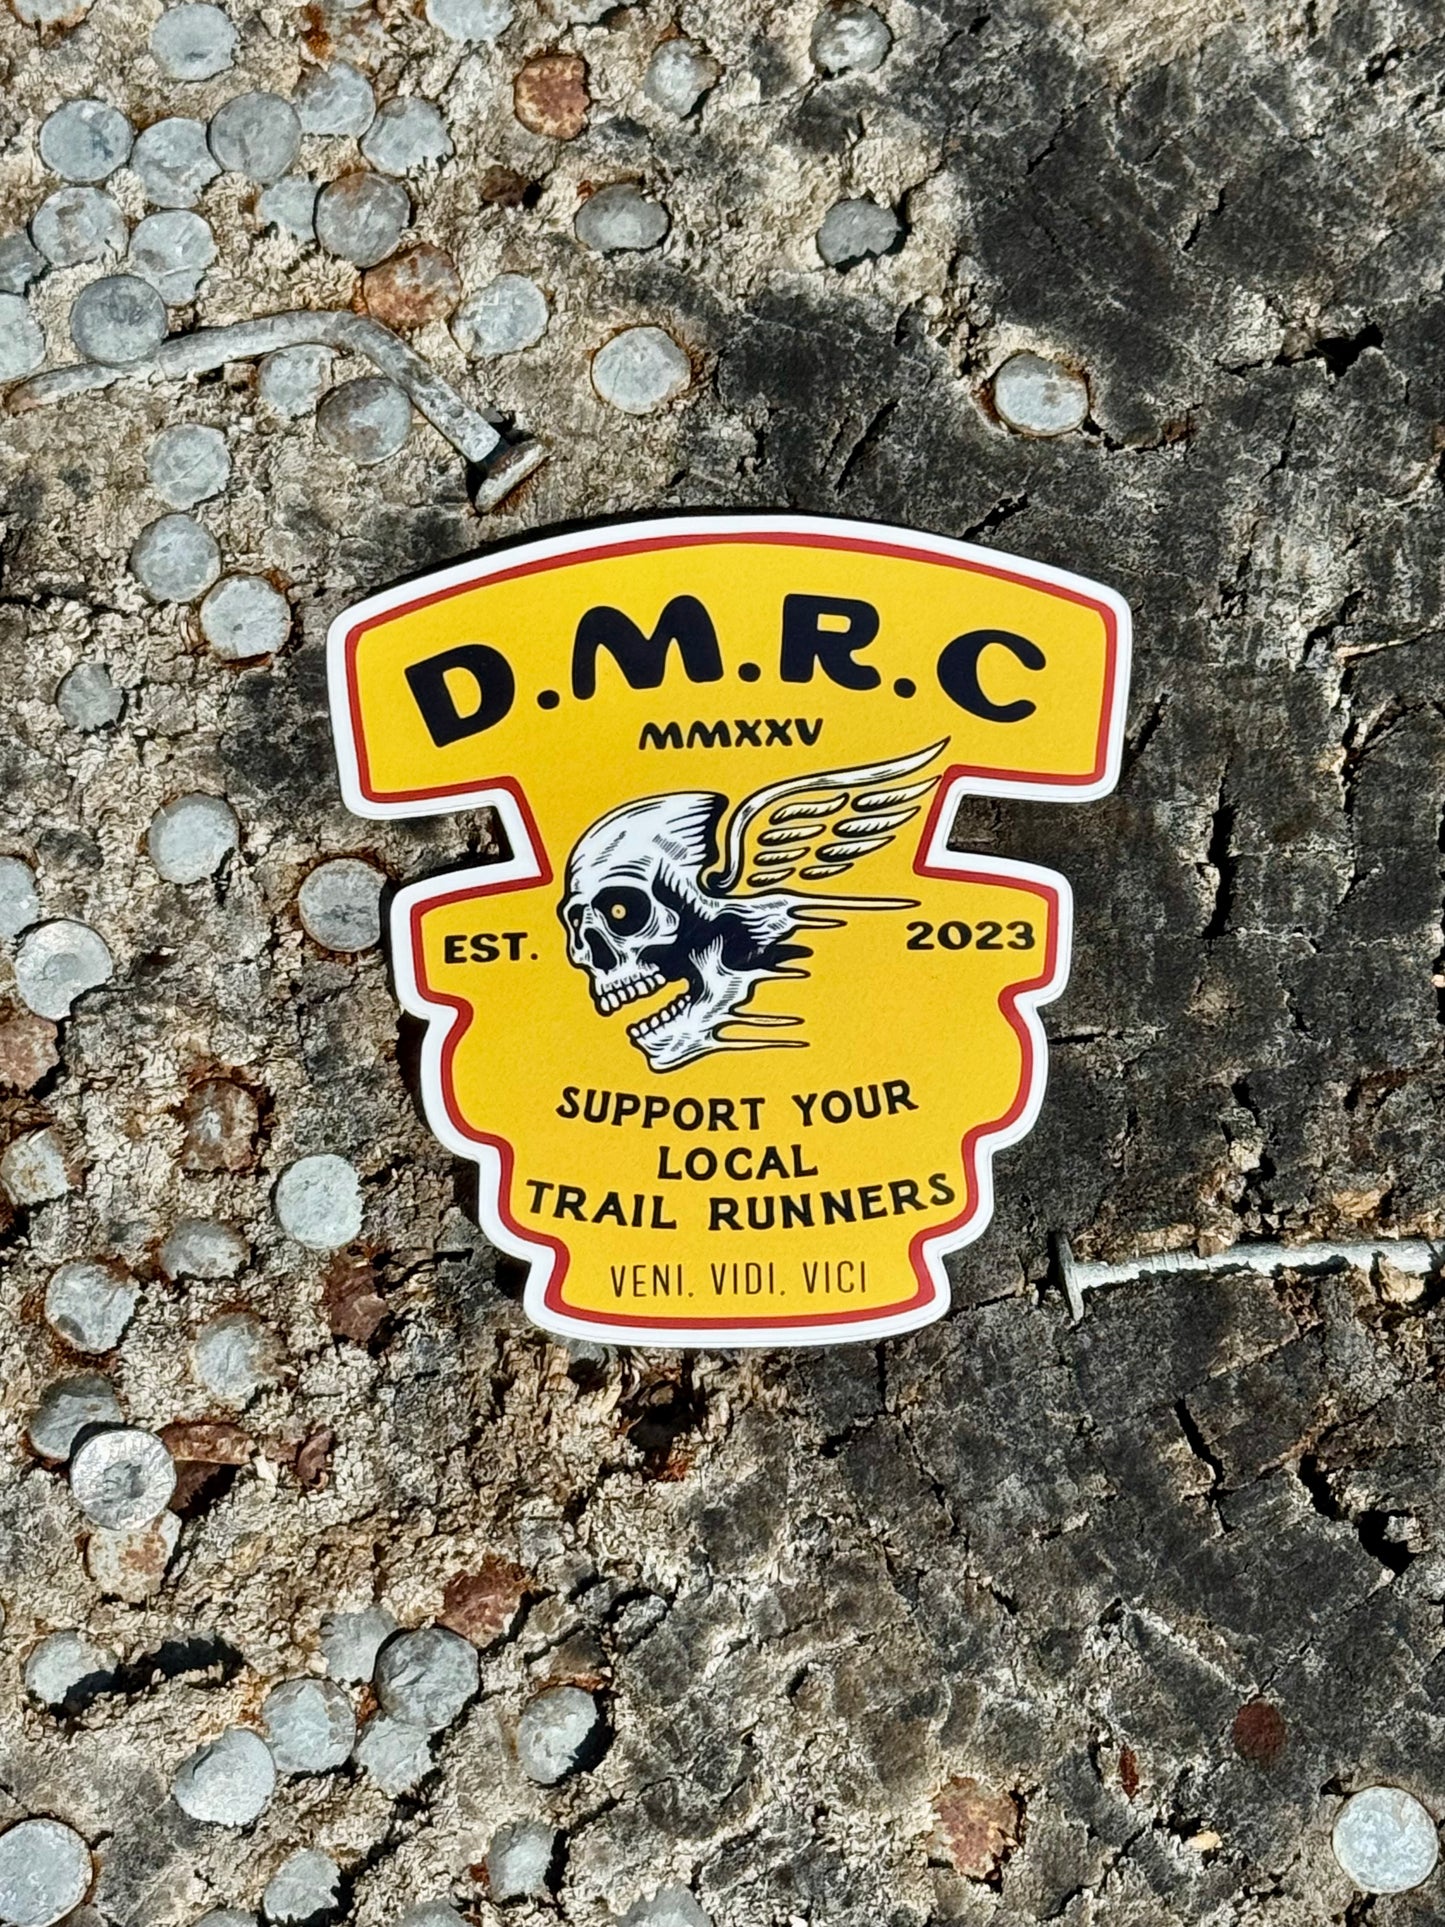 D.M.R.C
MMXXV
EST. 2023
SUPPORT YOUR
LOCAL
TRAIL RUNNERS
VENI. VIDI. VICI